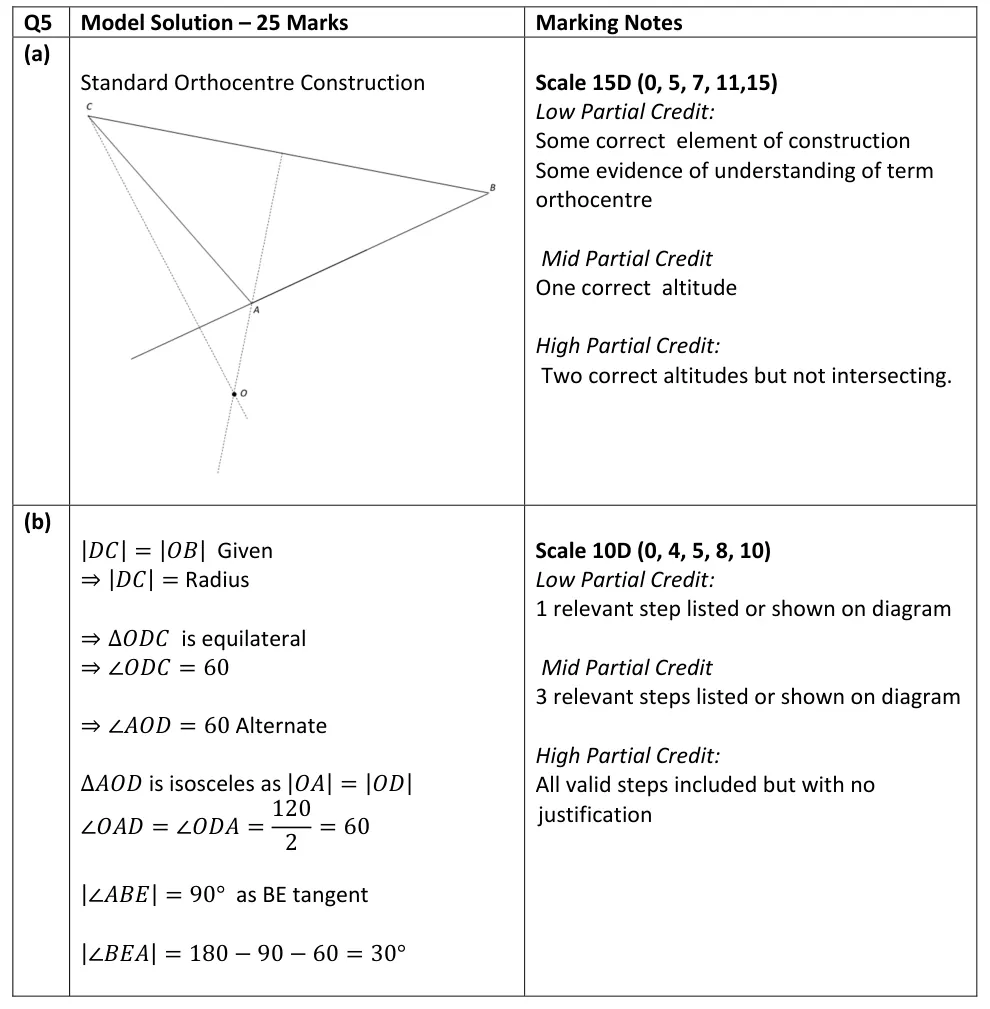 Q5 Model Solution – 25 Marks Marking Notes
(a)
Standard Orthocentre Construction
C
B
A
O
Scale 15D (0, 5, 7, 11,15)
Low Partial Credit:
Some correct element of construction
Some evidence of understanding of term
orthocentre
Mid Partial Credit
One correct altitude
High Partial Credit:
Two correct altitudes but not intersecting.
(b)
|DC| = |OB| Given
⇒ |DC| = Radius
⇒ ΔODC is equilateral
⇒ ∠ODC = 60
⇒ ∠AOD = 60 Alternate
ΔAOD is isosceles as |OA| = |OD|
∠OAD = ∠ODA = 120/2 = 60
|∠ABE| = 90° as BE tangent
|∠BEA| = 180 − 90 − 60 = 30°
Scale 10D (0, 4, 5, 8, 10)
Low Partial Credit:
1 relevant step listed or shown on diagram
Mid Partial Credit
3 relevant steps listed or shown on diagram
High Partial Credit:
All valid steps included but with no
justification